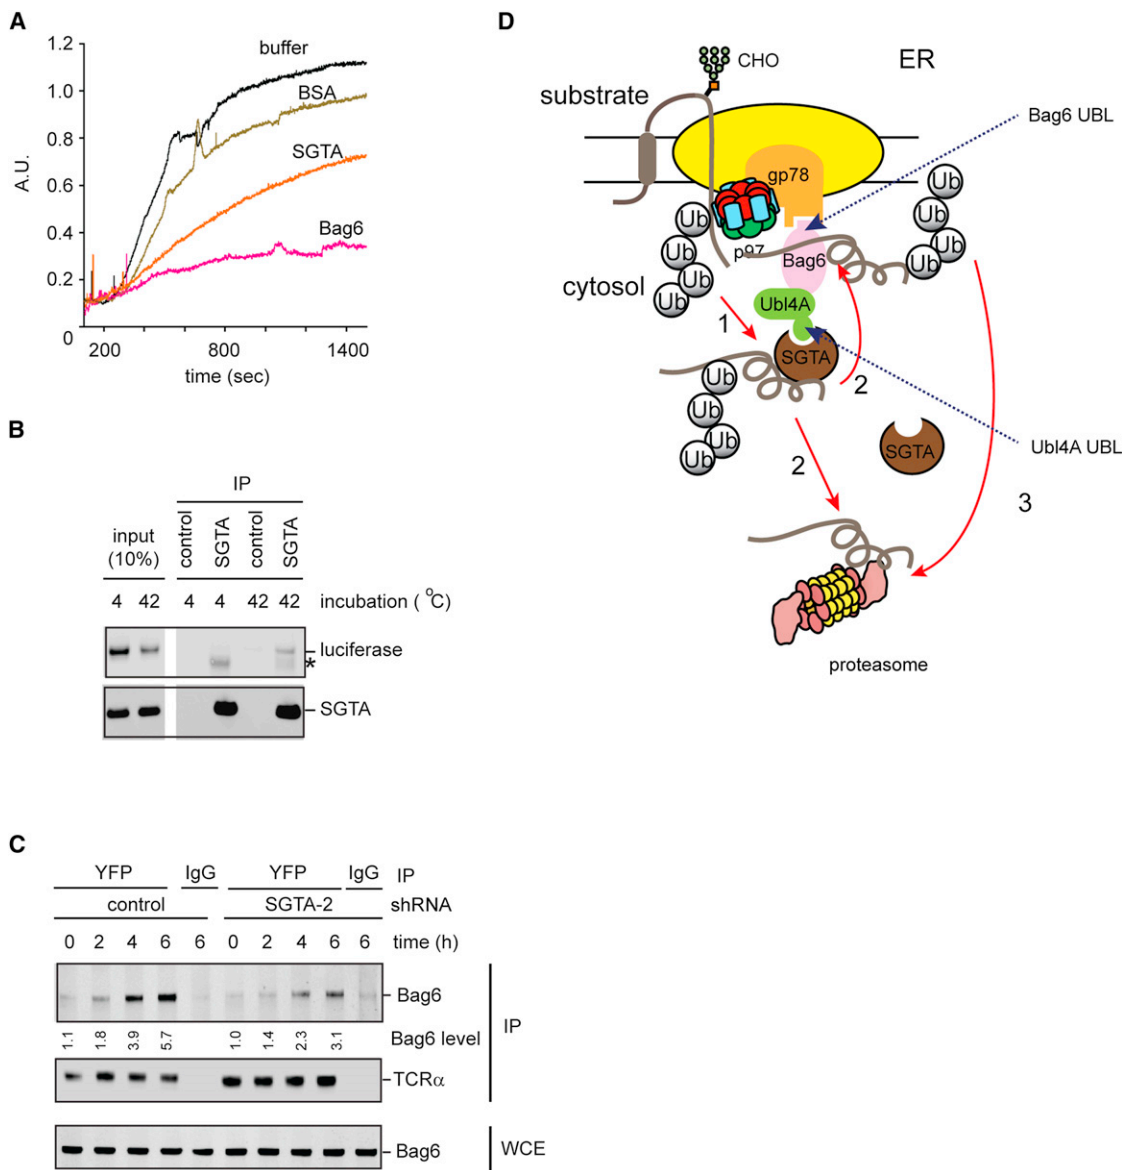 A
1.2
1.0
0.8
0.6
0.4
0.2
0
A.U.
buffer
BSA
SGTA
Bag6
200
800
1400
time (sec)
B
IP
input
(10%)
control
SGTA
control
SGTA
4 42 4 4 42 42 incubation ( °C)
luciferase
*
SGTA
C
YFP IgG YFP IgG IP
control SGTA-2 shRNA
0 2 4 6 6 0 2 4 6 6 time (h)
Bag6
1.1 1.8 3.9 5.7 1.0 1.4 2.3 3.1 Bag6 level
TCRα
IP
Bag6
WCE
D
CHO
ER
substrate
Bag6 UBL
gp78
Ub
Ub
Ub
Ub
p97
Bag6
Ub
Ub
Ub
Ub
cytosol
Ubl4A
1
SGTA
2
Ub
Ub
Ub
Ub
SGTA
Ubl4A UBL
2
3
proteasome